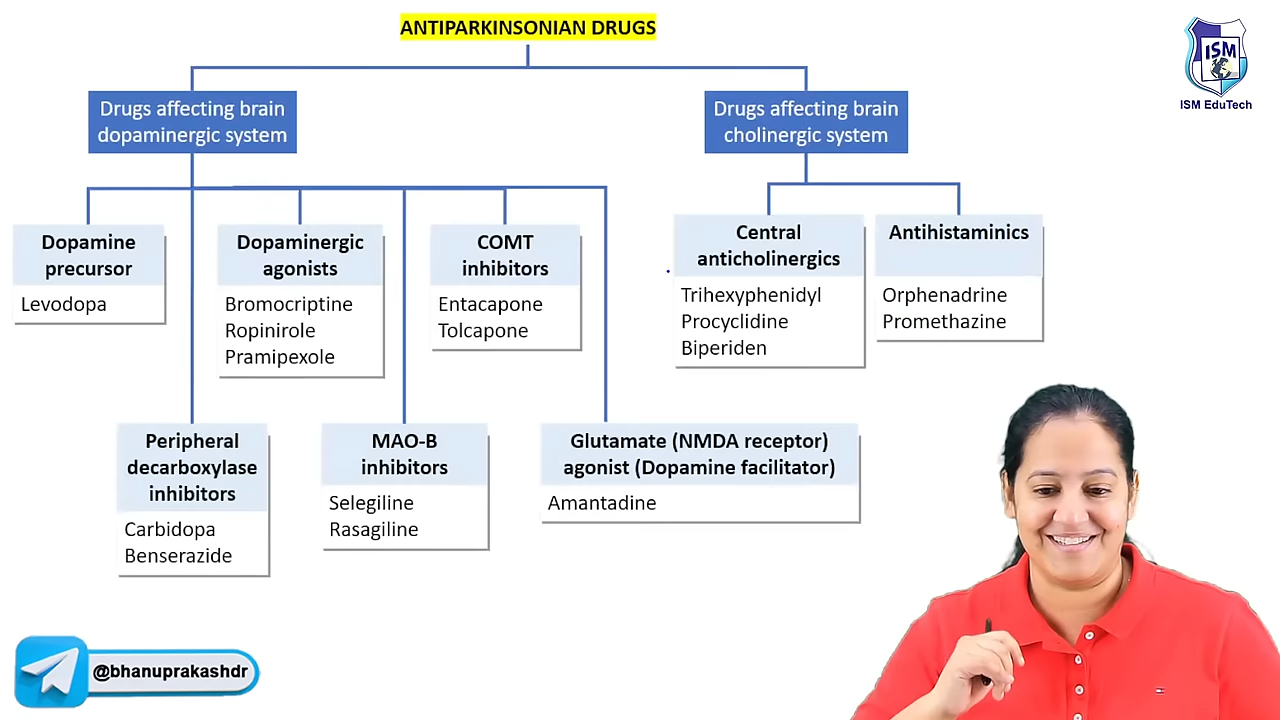 ANTIPARKINSONIAN DRUGS
ISM
ISM EduTech
Drugs affecting brain
dopaminergic system
Drugs affecting brain
cholinergic system
Dopamine
precursor
Levodopa
Dopaminergic
agonists
Bromocriptine
Ropinirole
Pramipexole
COMT
inhibitors
Entacapone
Tolcapone
Central
anticholinergics
Trihexyphenidyl
Procyclidine
Biperiden
Antihistaminics
Orphenadrine
Promethazine
Peripheral
decarboxylase
inhibitors
Carbidopa
Benserazide
MAO-B
inhibitors
Selegiline
Rasagiline
Glutamate (NMDA receptor)
agonist (Dopamine facilitator)
Amantadine
@bhanuprakashdr